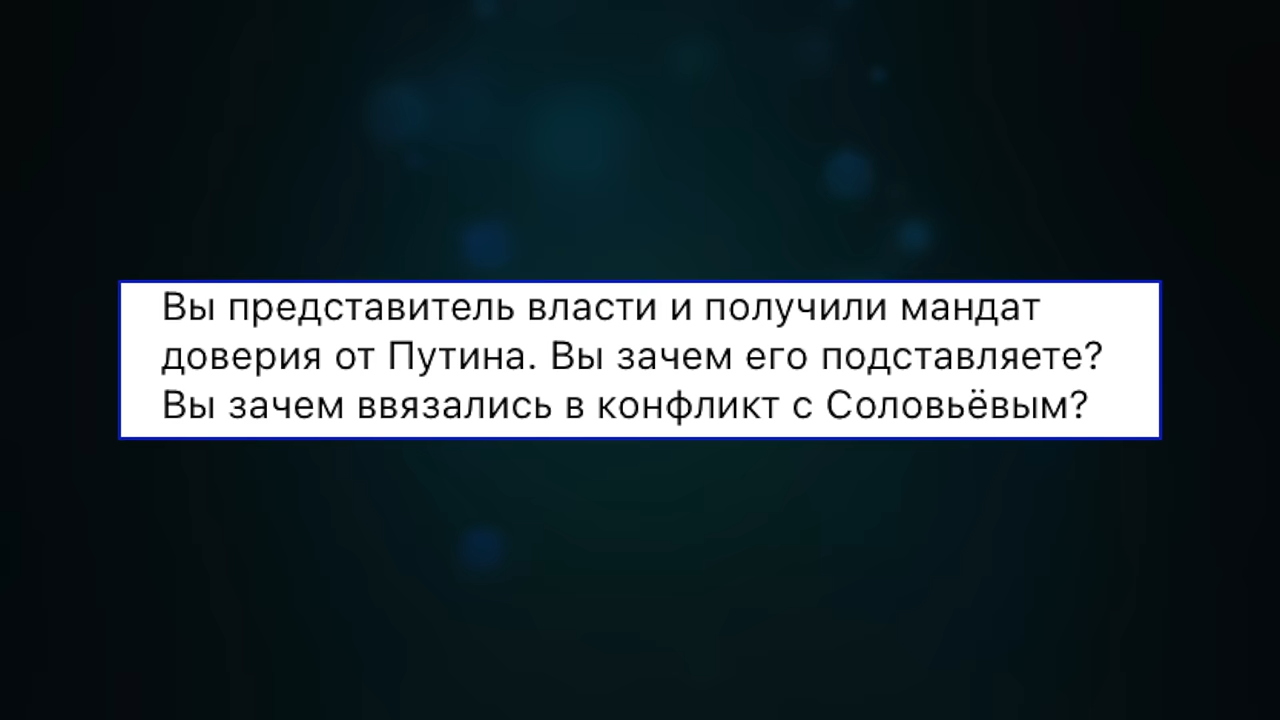 Вы представитель власти и получили мандат
доверия от Путина. Вы зачем его подставляете?
Вы зачем ввязались в конфликт с Соловьёвым?